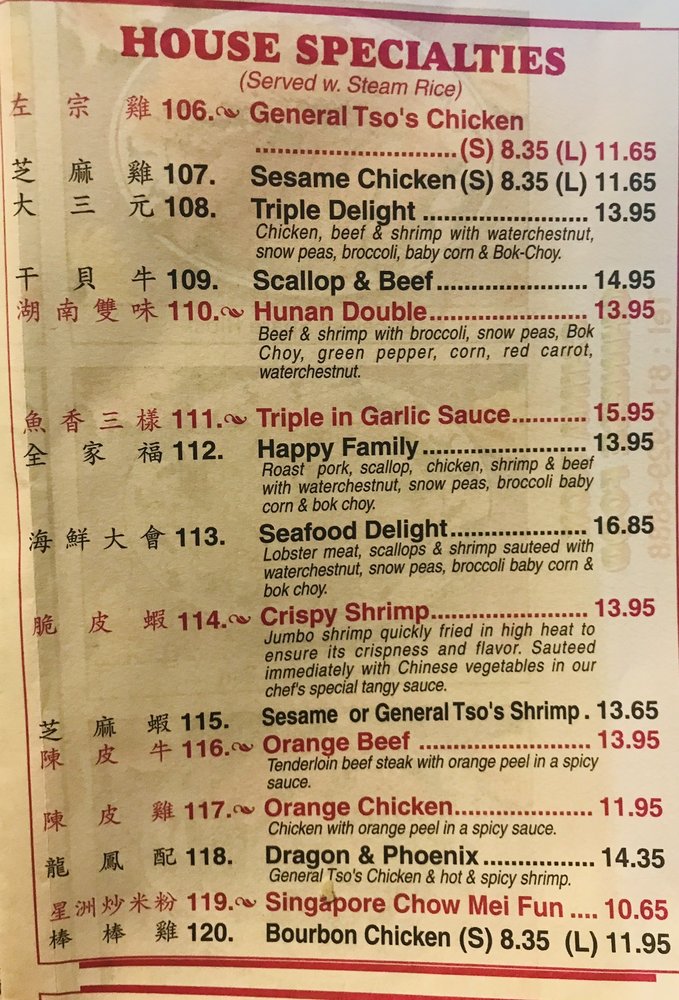 HOUSE SPECIALTIES
(Served w. Steam Rice)
左宗雞 106. General Tso's Chicken
............................(S) 8.35 (L) 11.65
芝麻雞 107. Sesame Chicken (S) 8.35 (L) 11.65
大三元 108. Triple Delight ........................ 13.95
Chicken, beef & shrimp with waterchestnut,
snow peas, broccoli, baby corn & Bok-Choy.
干貝牛 109. Scallop & Beef...................... 14.95
湖南雙味 110. Hunan Double....................... 13.95
Beef & shrimp with broccoli, snow peas, Bok
Choy, green pepper, corn, red carrot,
waterchestnut.
魚香三樣 111. Triple in Garlic Sauce........... 15.95
全家福 112. Happy Family........................ 13.95
Roast pork, scallop, chicken, shrimp & beef
with waterchestnut, snow peas, broccoli baby
corn & bok choy.
海鮮大會 113. Seafood Delight.................... 16.85
Lobster meat, scallops & shrimp sauteed with
waterchestnut, snow peas, broccoli baby corn &
bok choy.
脆皮蝦 114. Crispy Shrimp....................... 13.95
Jumbo shrimp quickly fried in high heat to
ensure its crispness and flavor. Sauteed
immediately with Chinese vegetables in our
chef's special tangy sauce.
芝麻蝦 115. Sesame or General Tso's Shrimp . 13.65
陳皮牛 116. Orange Beef ......................... 13.95
Tenderloin beef steak with orange peel in a spicy
sauce.
陳皮雞 117. Orange Chicken.................... 11.95
Chicken with orange peel in a spicy sauce.
龍鳳配 118. Dragon & Phoenix................ 14.35
General Tso's Chicken & hot & spicy shrimp.
星洲炒米粉 119. Singapore Chow Mei Fun .... 10.65
棒棒雞 120. Bourbon Chicken (S) 8.35 (L) 11.95